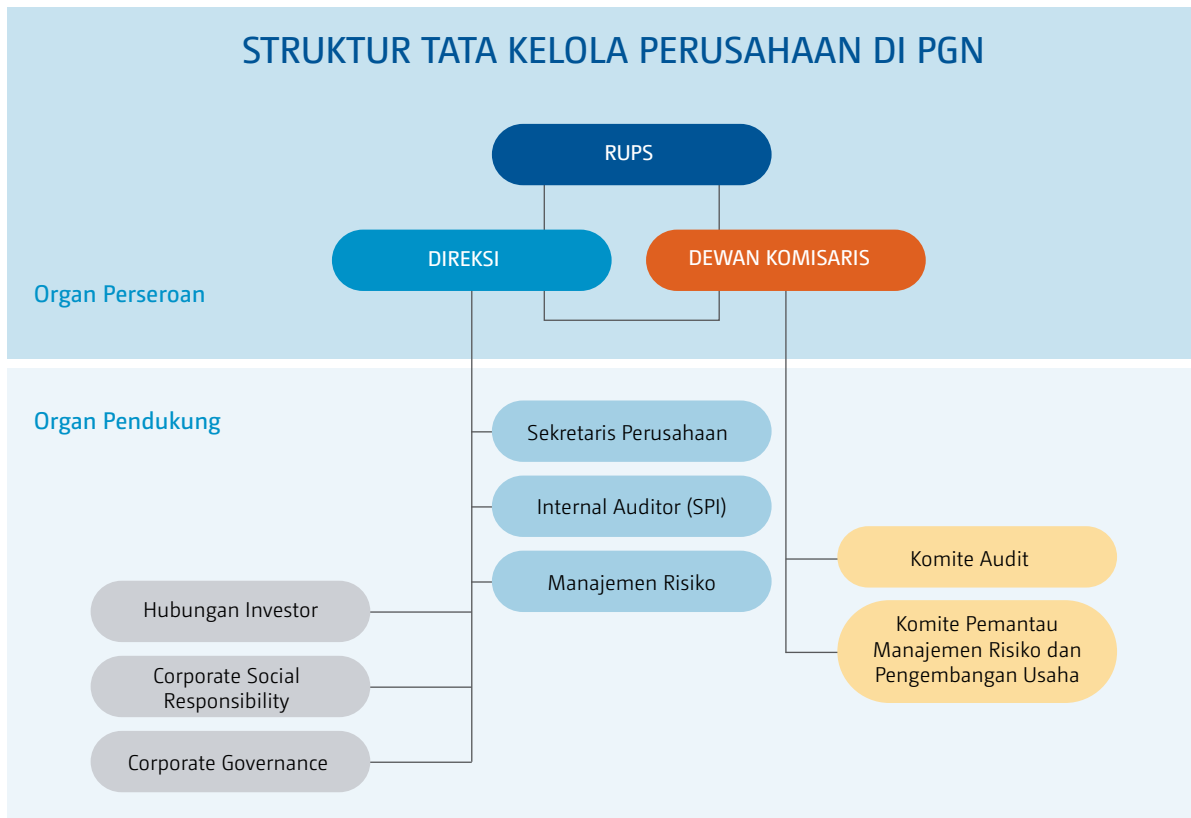 STRUKTUR TATA KELOLA PERUSAHAAN DI PGN
RUPS
DIREKSI
DEWAN KOMISARIS
Organ Perseroan
Organ Pendukung
Sekretaris Perusahaan
Internal Auditor (SPI)
Manajemen Risiko
Hubungan Investor
Corporate Social
Responsibility
Corporate Governance
Komite Audit
Komite Pemantau
Manajemen Risiko dan
Pengembangan Usaha